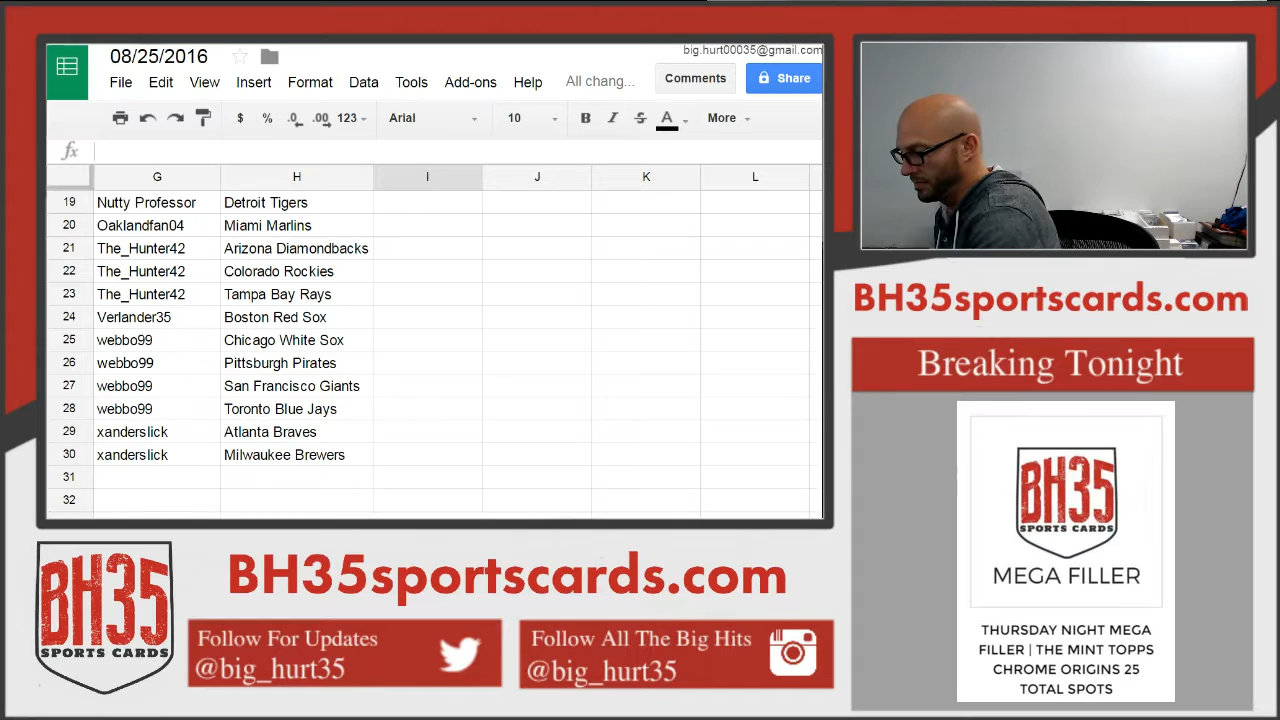 08/25/2016
big.hurt00035@gmail.com
File Edit View Insert Format Data Tools Add-ons Help All chang... Comments Share
$ % .0 .00 123 Arial 10 B I S A More
fx
G H I J K L
19 Nutty Professor Detroit Tigers
20 Oaklandfan04 Miami Marlins
21 The_Hunter42 Arizona Diamondbacks
22 The_Hunter42 Colorado Rockies
23 The_Hunter42 Tampa Bay Rays
24 Verlander35 Boston Red Sox
25 webbo99 Chicago White Sox
26 webbo99 Pittsburgh Pirates
27 webbo99 San Francisco Giants
28 webbo99 Toronto Blue Jays
29 xanderslick Atlanta Braves
30 xanderslick Milwaukee Brewers
31
32
BH35sportscards.com
Breaking Tonight
BH35
SPORTS CARDS
MEGA FILLER
THURSDAY NIGHT MEGA
FILLER | THE MINT TOPPS
CHROME ORIGINS 25
TOTAL SPOTS
BH35
SPORTS CARDS
BH35sportscards.com
Follow For Updates
@big_hurt35
Follow All The Big Hits
@big_hurt35